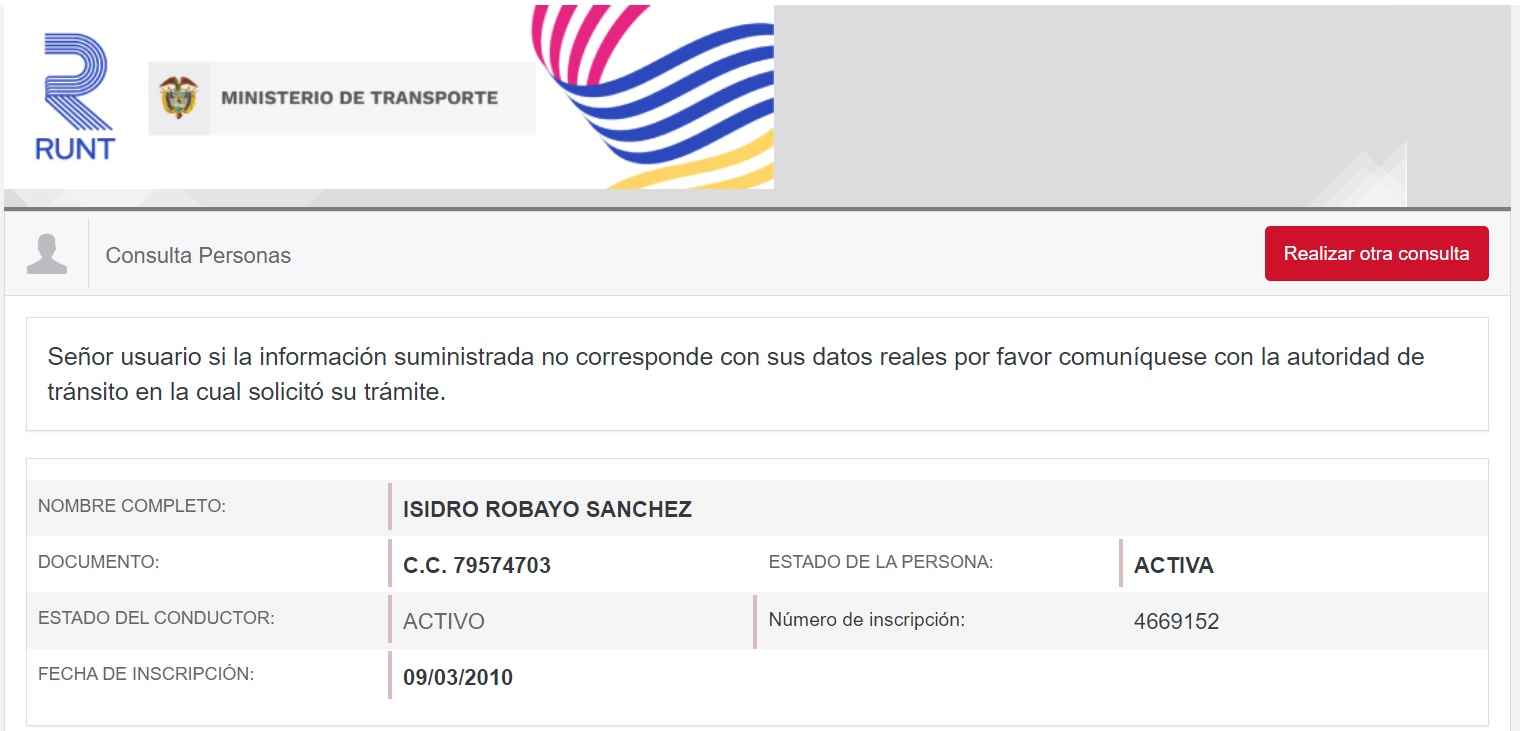 RUNT
MINISTERIO DE TRANSPORTE
Consulta Personas
Realizar otra consulta
Señor usuario si la información suministrada no corresponde con sus datos reales por favor comuníquese con la autoridad de
tránsito en la cual solicitó su trámite.
NOMBRE COMPLETO: ISIDRO ROBAYO SANCHEZ
DOCUMENTO: C.C. 79574703 ESTADO DE LA PERSONA: ACTIVA
ESTADO DEL CONDUCTOR: ACTIVO Número de inscripción: 4669152
FECHA DE INSCRIPCIÓN: 09/03/2010